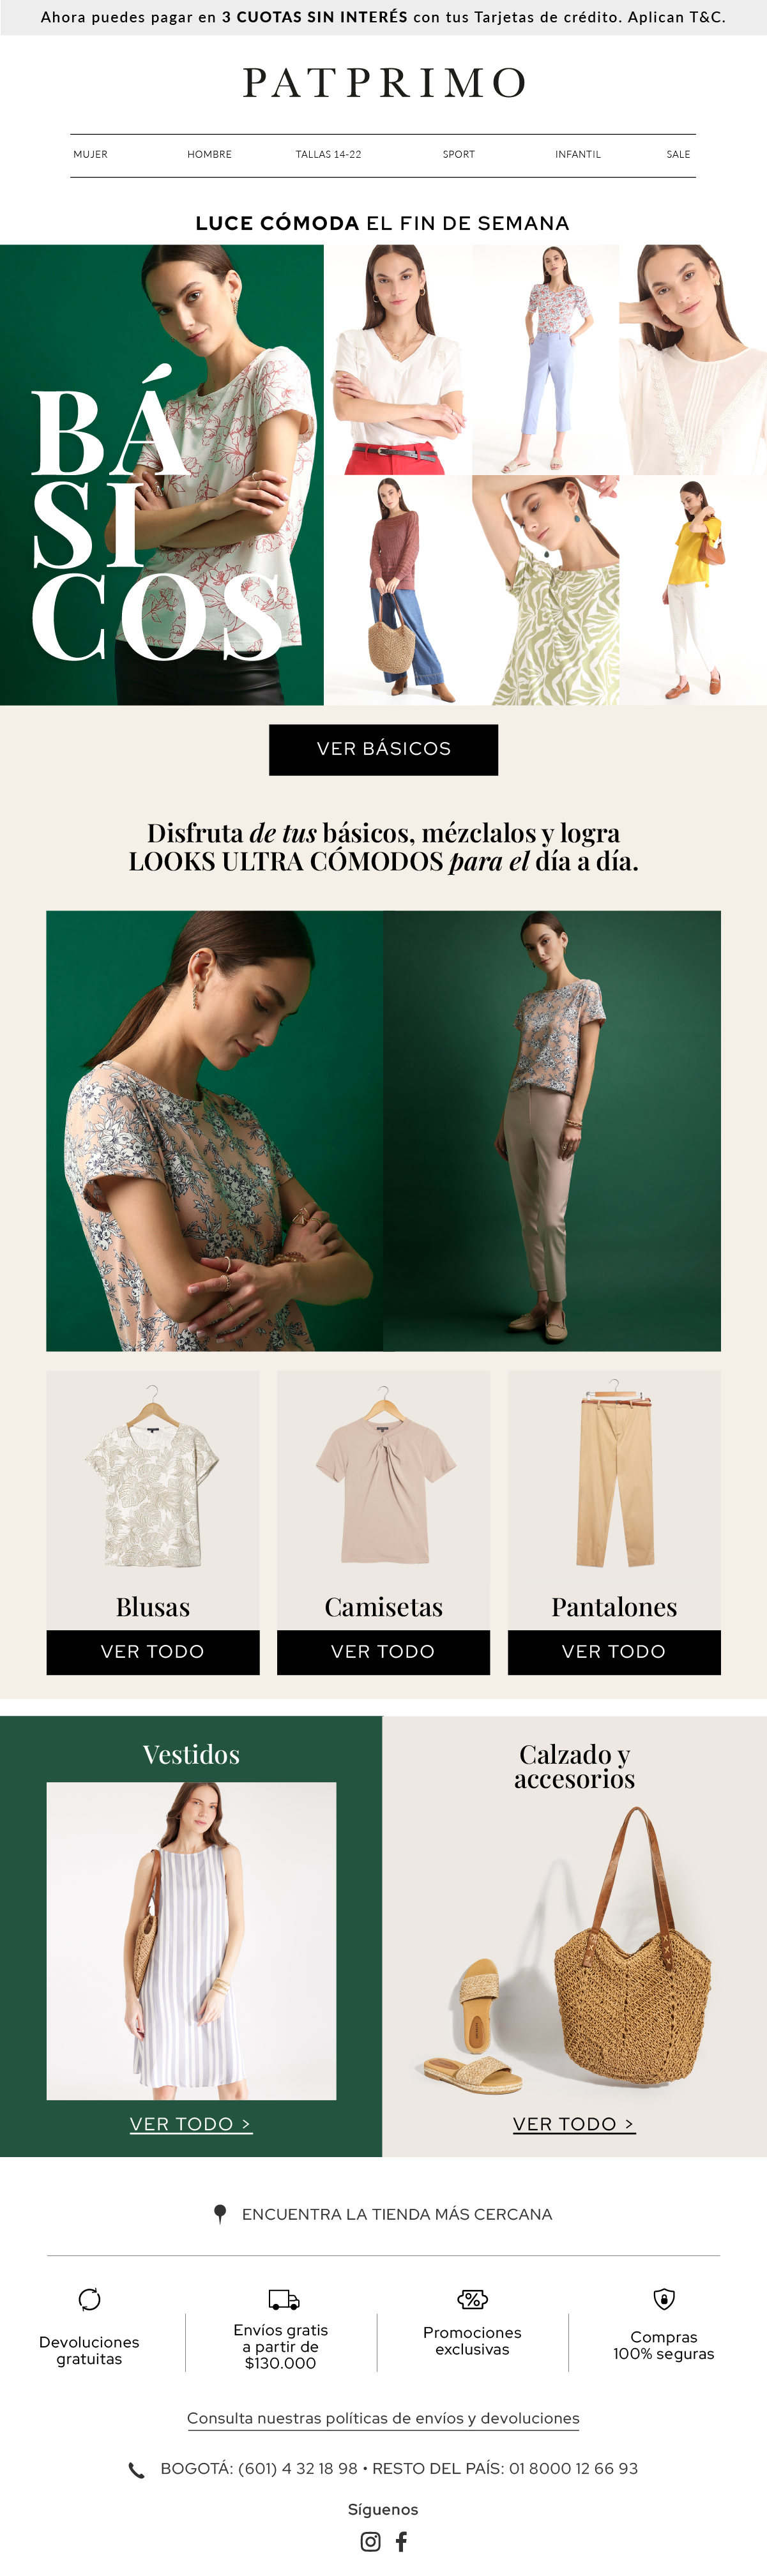 Ahora puedes pagar en 3 CUOTAS SIN INTERÉS con tus Tarjetas de crédito. Aplican T&C.
PATPRIMO
MUJER HOMBRE TALLAS 14-22 SPORT INFANTIL SALE
LUCE CÓMODA EL FIN DE SEMANA
BÁ
SI
COS
VER BÁSICOS
Disfruta de tus básicos, mézclalos y logra
LOOKS ULTRA CÓMODOS para el día a día.
Blusas
VER TODO
Camisetas
VER TODO
Pantalones
VER TODO
Vestidos
VER TODO >
Calzado y
accesorios
VER TODO >
ENCUENTRA LA TIENDA MÁS CERCANA
Devoluciones
gratuitas
Envíos gratis
a partir de
$130.000
Promociones
exclusivas
Compras
100% seguras
Consulta nuestras políticas de envíos y devoluciones
BOGOTÁ: (601) 4 32 18 98 • RESTO DEL PAÍS: 01 8000 12 66 93
Síguenos